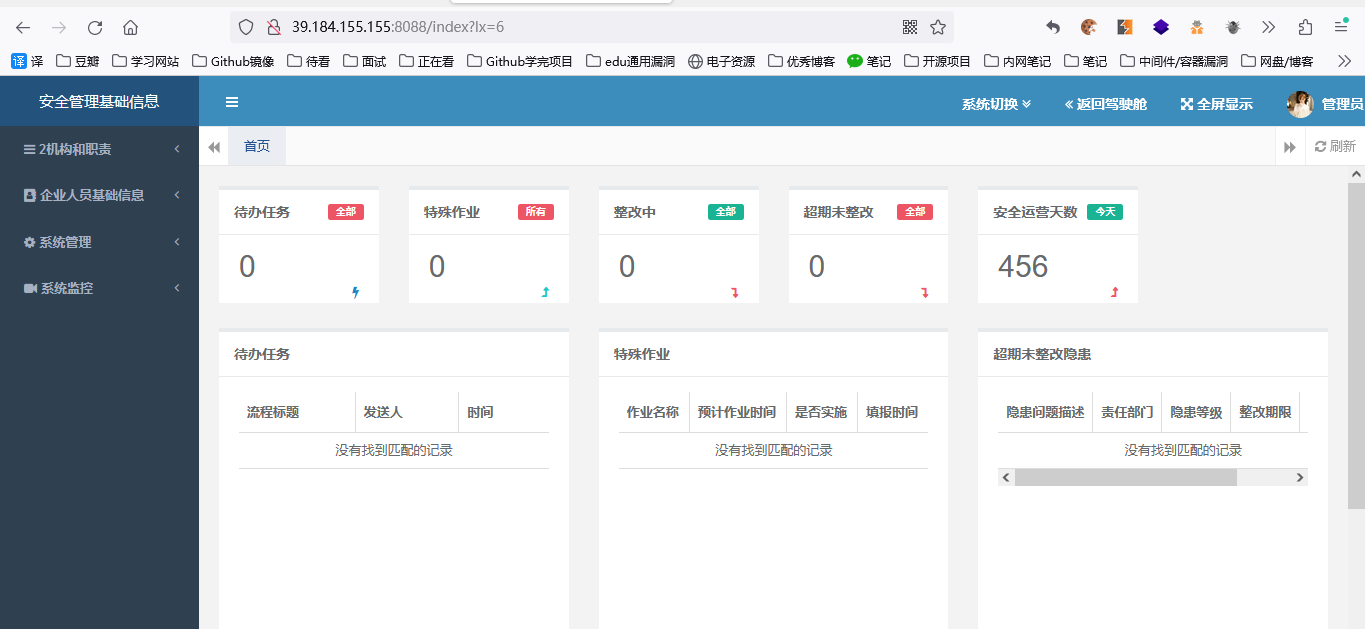 39.184.155.155:8088/index?lx=6
译 译 豆瓣 学习网站 Github镜像 待看 面试 正在看 Github学完项目 edu通用漏洞 电子资源 优秀博客 笔记 开源项目 内网笔记 笔记 中间件/容器漏洞 网盘/博客
安全管理基础信息 系统切换 返回驾驶舱 全屏显示 管理员
2机构和职责
企业人员基础信息
系统管理
系统监控
首页 刷新
待办任务 全部 特殊作业 所有 整改中 全部 超期未整改 全部 安全运营天数 今天
0 0 0 0 456
待办任务 特殊作业 超期未整改隐患
流程标题 发送人 时间 作业名称 预计作业时间 是否实施 填报时间 隐患问题描述 责任部门 隐患等级 整改期限
没有找到匹配的记录 没有找到匹配的记录 没有找到匹配的记录